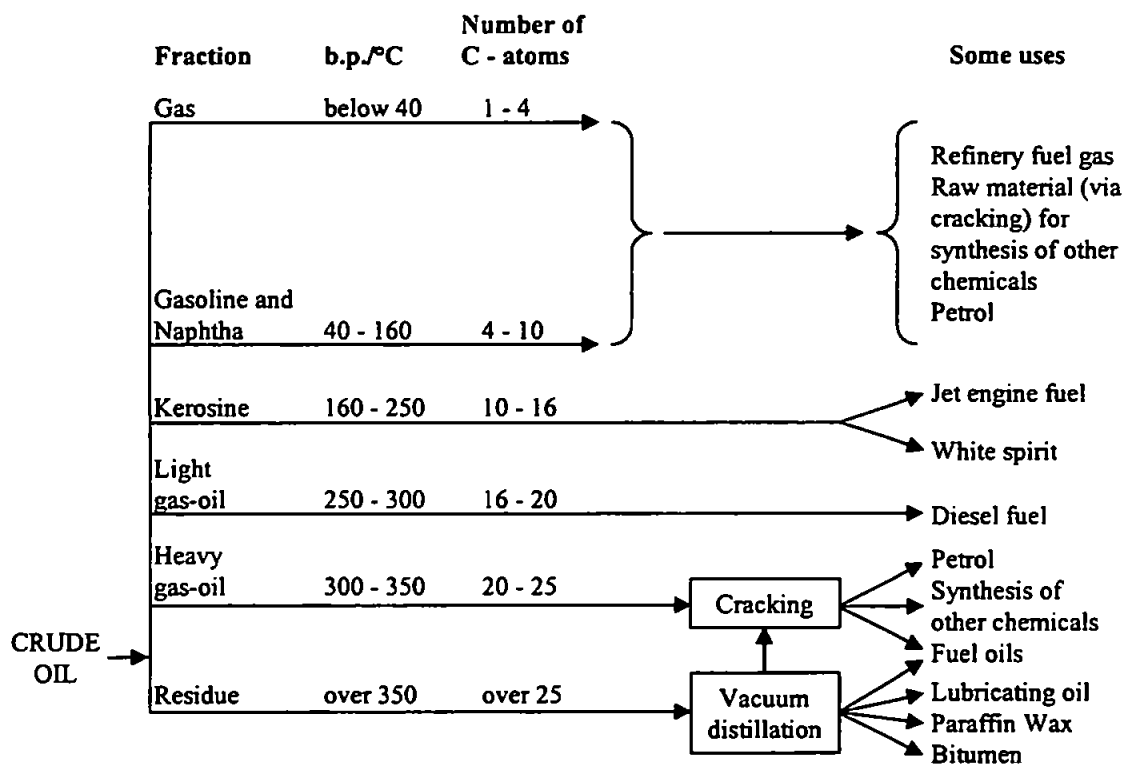 Number of
Fraction b.p./°C C - atoms Some uses
Gas below 40 1 - 4
Refinery fuel gas
Raw material (via
cracking) for
synthesis of other
chemicals
Petrol
Gasoline and
Naphtha 40 - 160 4 - 10
Kerosine 160 - 250 10 - 16
Jet engine fuel
White spirit
Light
gas-oil 250 - 300 16 - 20
Diesel fuel
Heavy
gas-oil 300 - 350 20 - 25
Cracking
Petrol
Synthesis of
other chemicals
Fuel oils
CRUDE
OIL
Residue over 350 over 25
Vacuum
distillation
Lubricating oil
Paraffin Wax
Bitumen